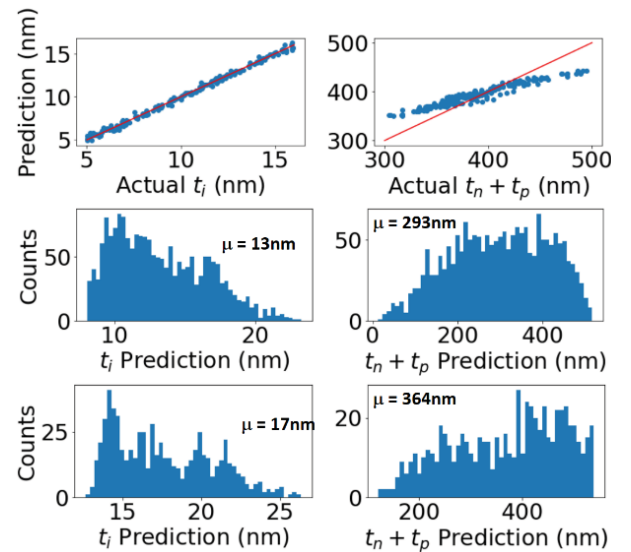 Prediction (nm)
15
10
5
5 10 15
Actual t_i (nm)
500
400
300
300 400 500
Actual t_n + t_p (nm)
Counts
50
0
μ = 13nm
10 20
t_i Prediction (nm)
50
0
μ = 293nm
0 200 400
t_n + t_p Prediction (nm)
Counts
25
0
μ = 17nm
15 20 25
t_i Prediction (nm)
20
0
μ = 364nm
200 400
t_n + t_p Prediction (nm)